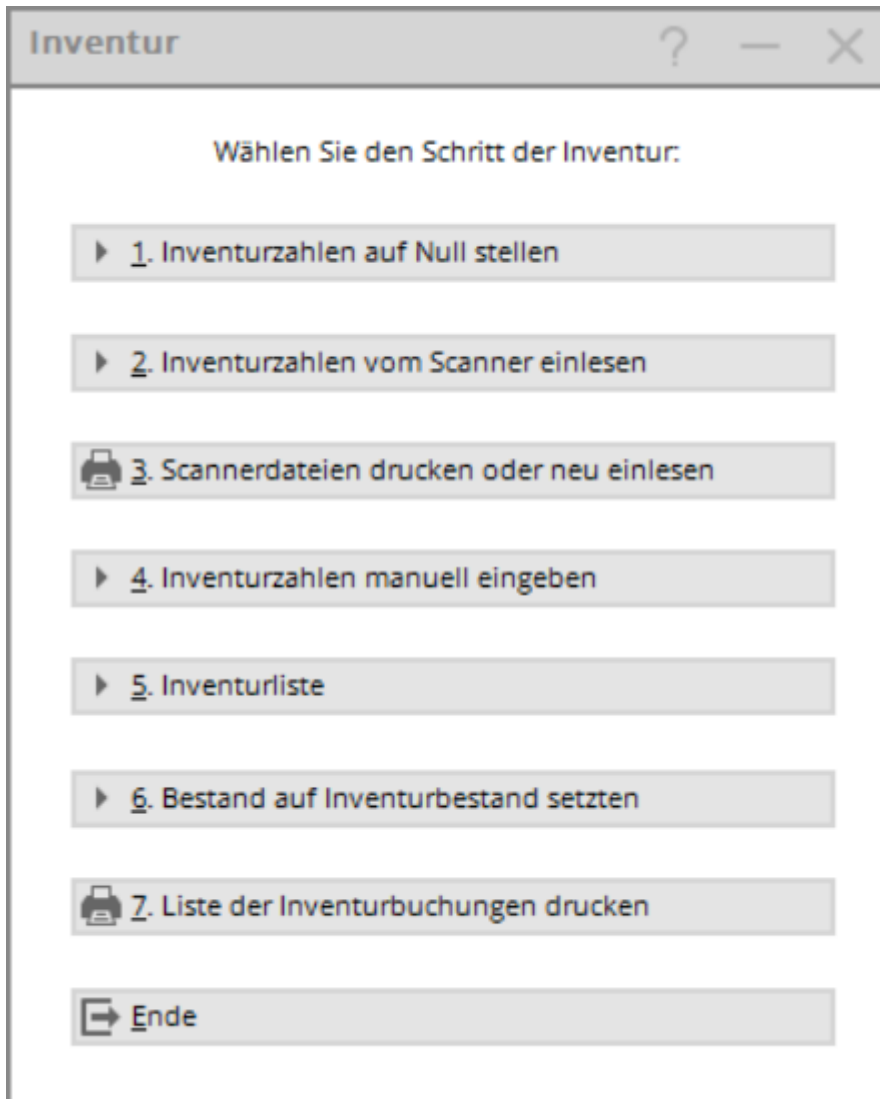 Inventur
Wählen Sie den Schritt der Inventur:
1. Inventurzahlen auf Null stellen
2. Inventurzahlen vom Scanner einlesen
3. Scannerdateien drucken oder neu einlesen
4. Inventurzahlen manuell eingeben
5. Inventurliste
6. Bestand auf Inventurbestand setzten
7. Liste der Inventurbuchungen drucken
Ende